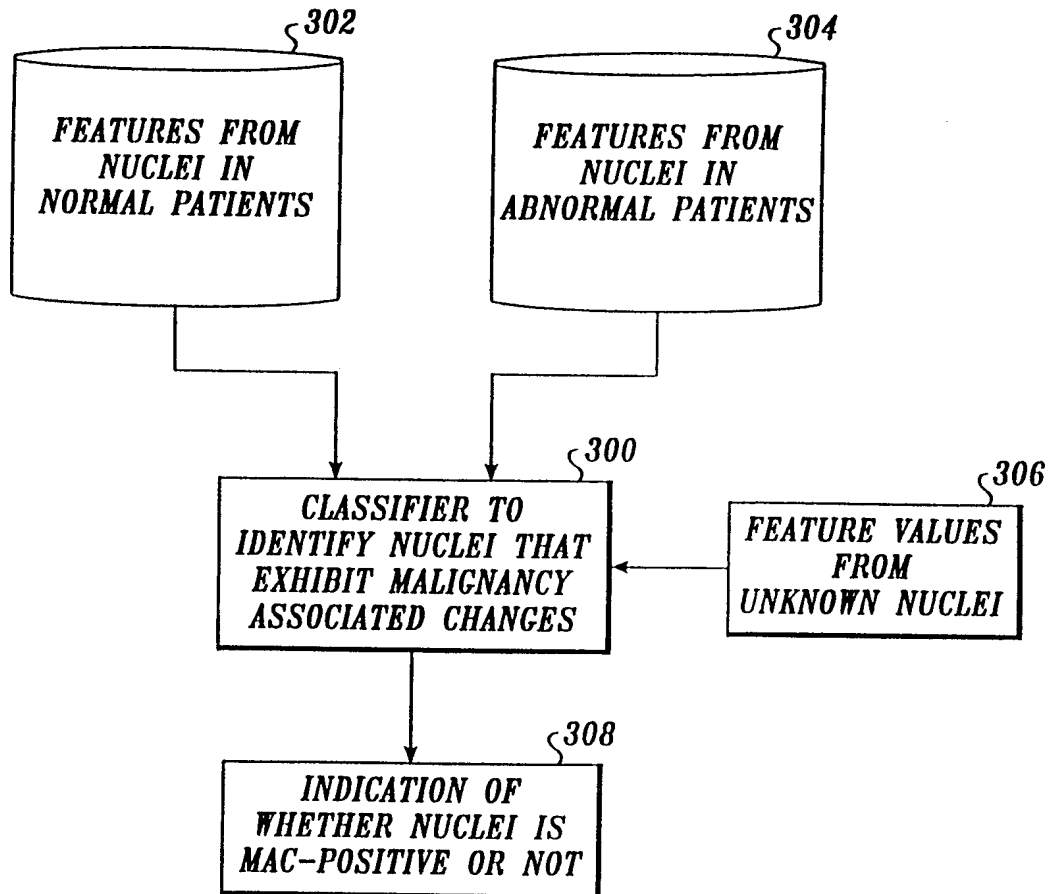 302
FEATURES FROM
NUCLEI IN
NORMAL PATIENTS
304
FEATURES FROM
NUCLEI IN
ABNORMAL PATIENTS
300
CLASSIFIER TO
IDENTIFY NUCLEI THAT
EXHIBIT MALIGNANCY
ASSOCIATED CHANGES
306
FEATURE VALUES
FROM
UNKNOWN NUCLEI
308
INDICATION OF
WHETHER NUCLEI IS
MAC-POSITIVE OR NOT